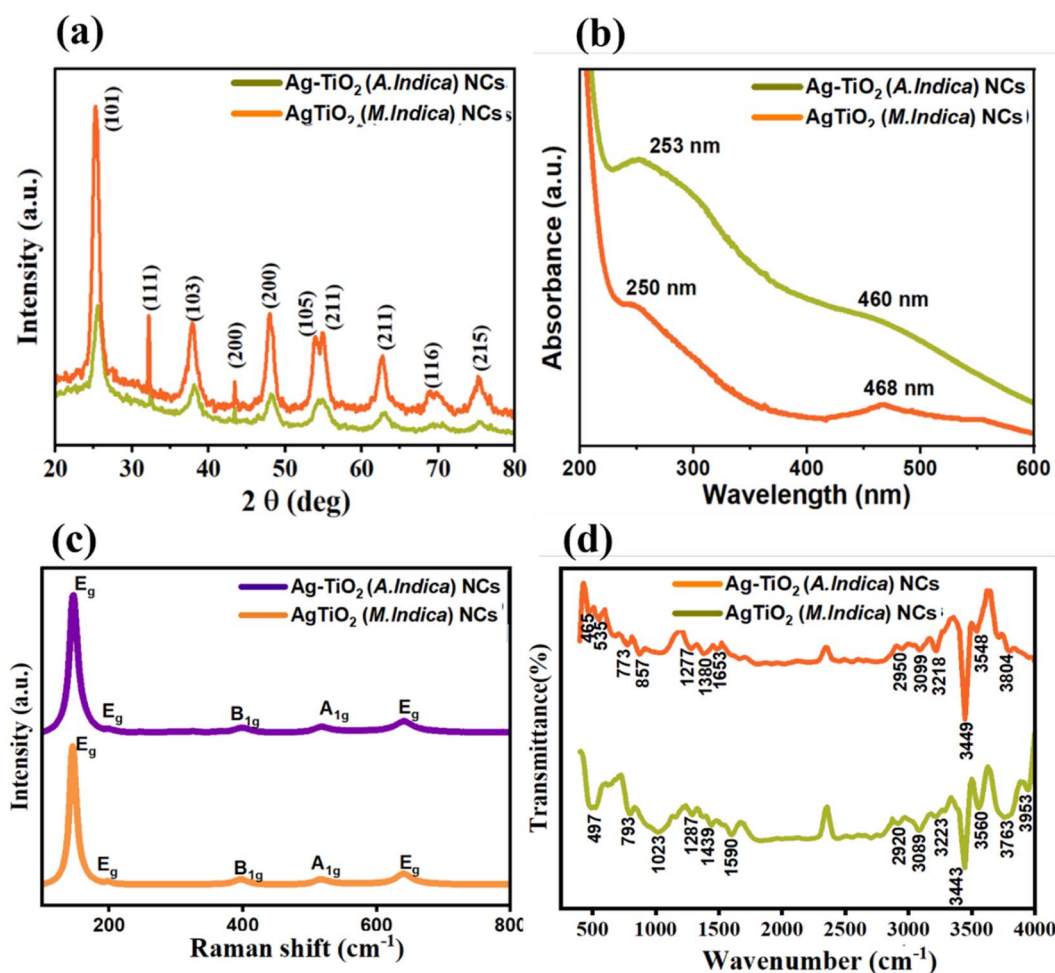 (a)
Ag-TiO2 (A.Indica) NCs
AgTiO2 (M.Indica) NCs
(101)
(111)
(103)
(200)
(200)
(105)
(211)
(211)
(116)
(215)
Intensity (a.u.)
20 30 40 50 60 70 80
2 θ (deg)
(b)
Ag-TiO2 (A.Indica) NCs
AgTiO2 (M.Indica) NCs
253 nm
250 nm
460 nm
468 nm
Absorbance (a.u.)
200 300 400 500 600
Wavelength (nm)
(c)
Ag-TiO2 (A.Indica) NCs
AgTiO2 (M.Indica) NCs
Eg
Eg
B1g
A1g
Eg
Eg
Eg
B1g
A1g
Eg
Intensity (a.u.)
200 400 600 800
Raman shift (cm-1)
(d)
Ag-TiO2 (A.Indica) NCs
AgTiO2 (M.Indica) NCs
465
535
773
857
1277
1380
1653
2950
3099
3218
3449
3548
3804
497
793
1023
1287
1439
1590
2920
3089
3223
3443
3560
3763
3953
Transmittance(%)
500 1000 1500 2000 2500 3000 3500 4000
Wavenumber (cm-1)